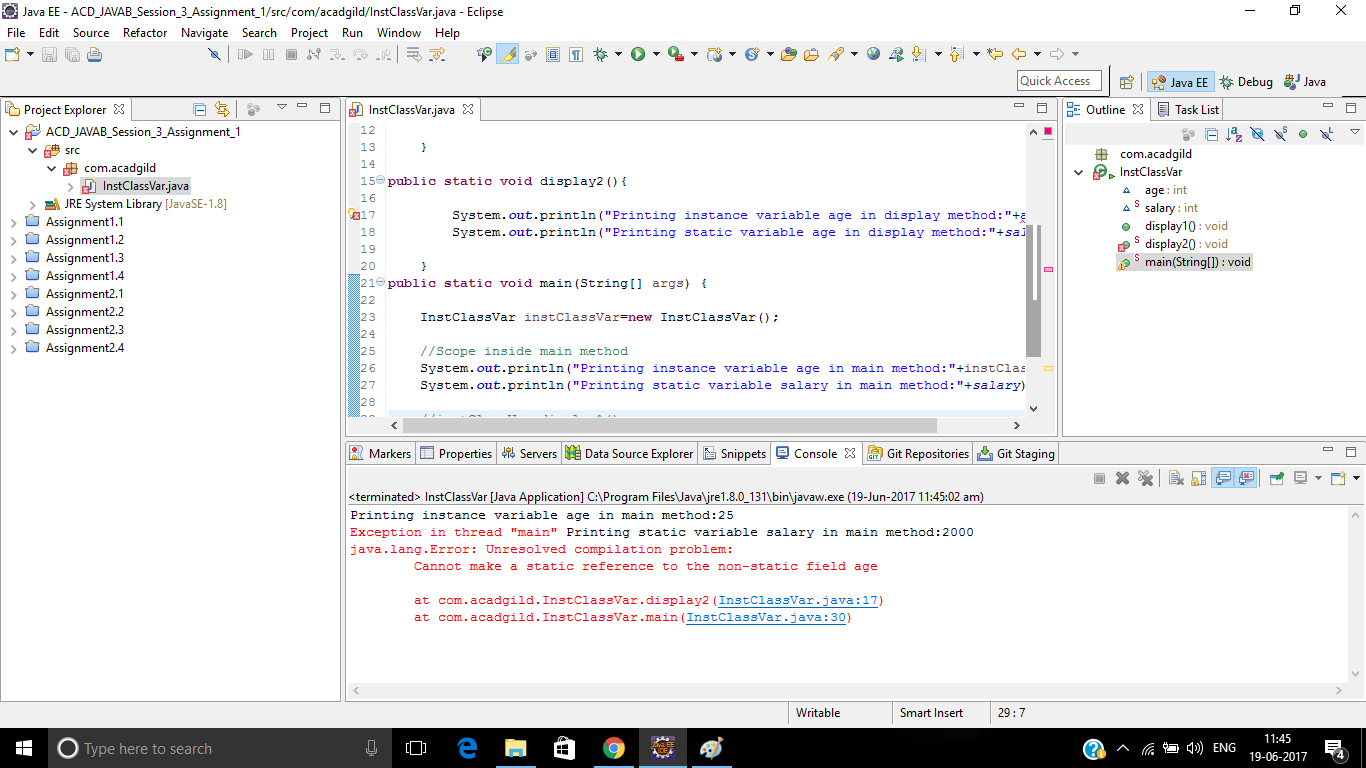 Java EE - ACD_JAVAB_Session_3_Assignment_1/src/com/acadgild/InstClassVar.java - Eclipse
File Edit Source Refactor Navigate Search Project Run Window Help
Quick Access
Java EE
Debug
Java
Project Explorer
ACD_JAVAB_Session_3_Assignment_1
src
com.acadgild
InstClassVar.java
JRE System Library [JavaSE-1.8]
Assignment1.1
Assignment1.2
Assignment1.3
Assignment1.4
Assignment2.1
Assignment2.2
Assignment2.3
Assignment2.4
InstClassVar.java
12
13 }
14
15 public static void display2(){
16
17 System.out.println("Printing instance variable age in display method:"+a
18 System.out.println("Printing static variable age in display method:"+sal
19
20 }
21 public static void main(String[] args) {
22
23 InstClassVar instClassVar=new InstClassVar();
24
25 //Scope inside main method
26 System.out.println("Printing instance variable age in main method:"+instClas
27 System.out.println("Printing static variable salary in main method:"+salary)
28
Outline Task List
com.acadgild
InstClassVar
age : int
S salary : int
display1() : void
S display2() : void
S main(String[]) : void
Markers Properties Servers Data Source Explorer Snippets Console Git Repositories Git Staging
<terminated> InstClassVar [Java Application] C:\Program Files\Java\jre1.8.0_131\bin\javaw.exe (19-Jun-2017 11:45:02 am)
Printing instance variable age in main method:25
Exception in thread "main" Printing static variable salary in main method:2000
java.lang.Error: Unresolved compilation problem:
Cannot make a static reference to the non-static field age
at com.acadgild.InstClassVar.display2(InstClassVar.java:17)
at com.acadgild.InstClassVar.main(InstClassVar.java:30)
Writable Smart Insert 29 : 7
Type here to search
ENG
11:45
19-06-2017
4